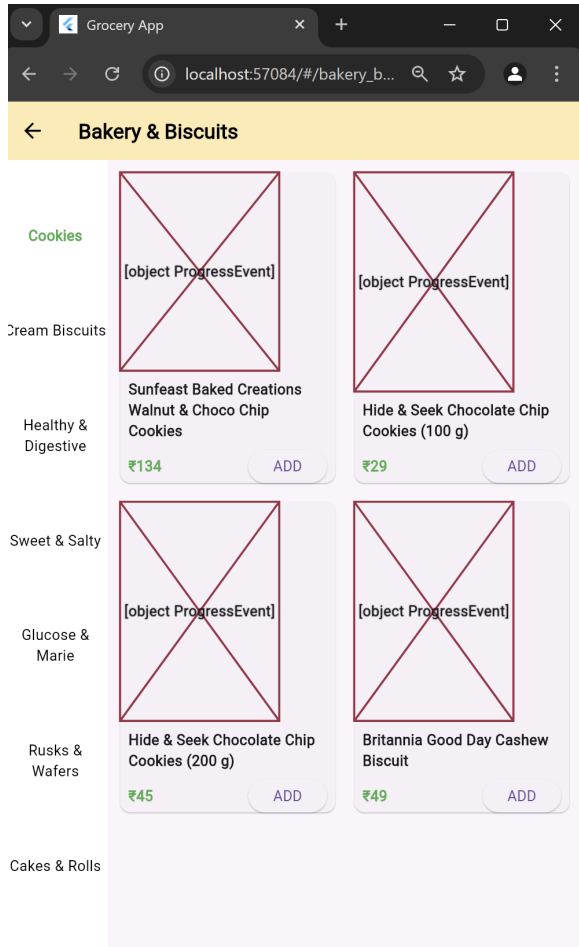 Grocery App
localhost:57084/#/bakery_b...
Bakery & Biscuits
Cookies
Cream Biscuits
Healthy &
Digestive
Sweet & Salty
Glucose &
Marie
Rusks &
Wafers
Cakes & Rolls
[object ProgressEvent]
Sunfeast Baked Creations
Walnut & Choco Chip
Cookies
₹134
ADD
[object ProgressEvent]
Hide & Seek Chocolate Chip
Cookies (100 g)
₹29
ADD
[object ProgressEvent]
Hide & Seek Chocolate Chip
Cookies (200 g)
₹45
ADD
[object ProgressEvent]
Britannia Good Day Cashew
Biscuit
₹49
ADD